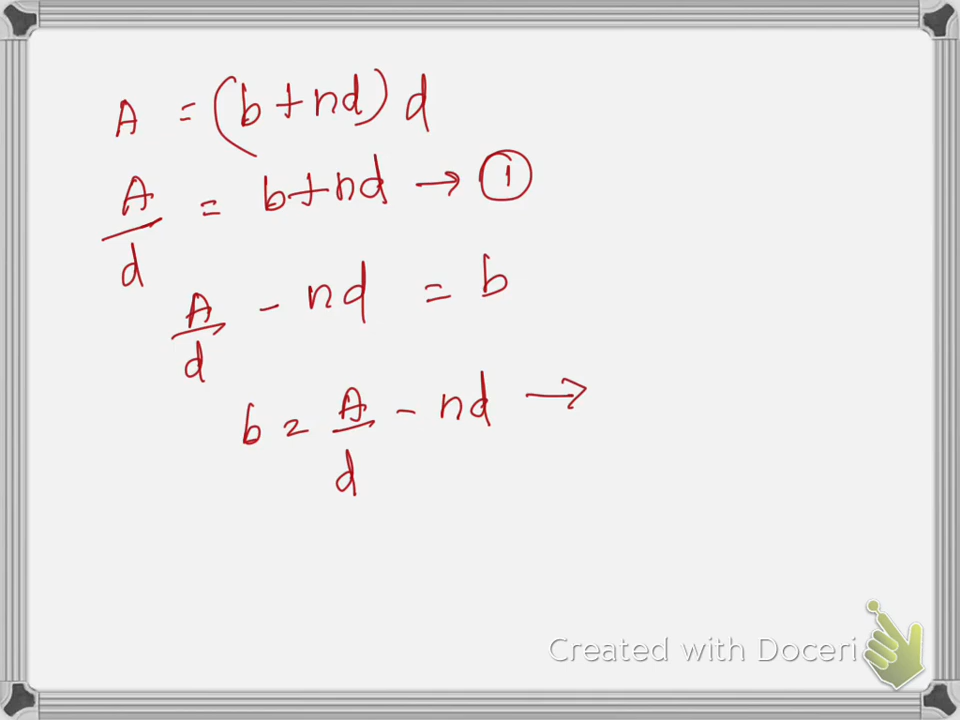 A = (b+nd) d
A/d = b+nd → ①
A/d - nd = b
b = A/d - nd →
Created with Doceri